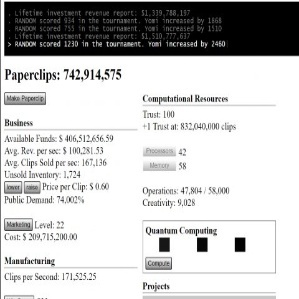 . Lifetime investment revenue report: $1,339,788,197
. RANDOM scored 934 in the tournament. Yomi increased by 1868
. RANDOM scored 755 in the tournament. Yomi increased by 1510
. Lifetime investment revenue report: $1,510,777,637
> RANDOM scored 1230 in the tournament. Yomi increased by 2460
Paperclips: 742,914,575
Make Paperclip
Business
Available Funds: $ 406,512,656.59
Avg. Rev. per sec: $ 100,281.53
Avg. Clips Sold per sec: 167,136
Unsold Inventory: 1,724
lower raise Price per Clip: $ 0.60
Public Demand: 74,002%
Marketing Level: 22
Cost: $ 209,715,200.00
Manufacturing
Clips per Second: 171,525.25
Computational Resources
Trust: 100
+1 Trust at: 832,040,000 clips
Processors 42
Memory 58
Operations: 47,804 / 58,000
Creativity: 9,028
Quantum Computing
Compute
Projects